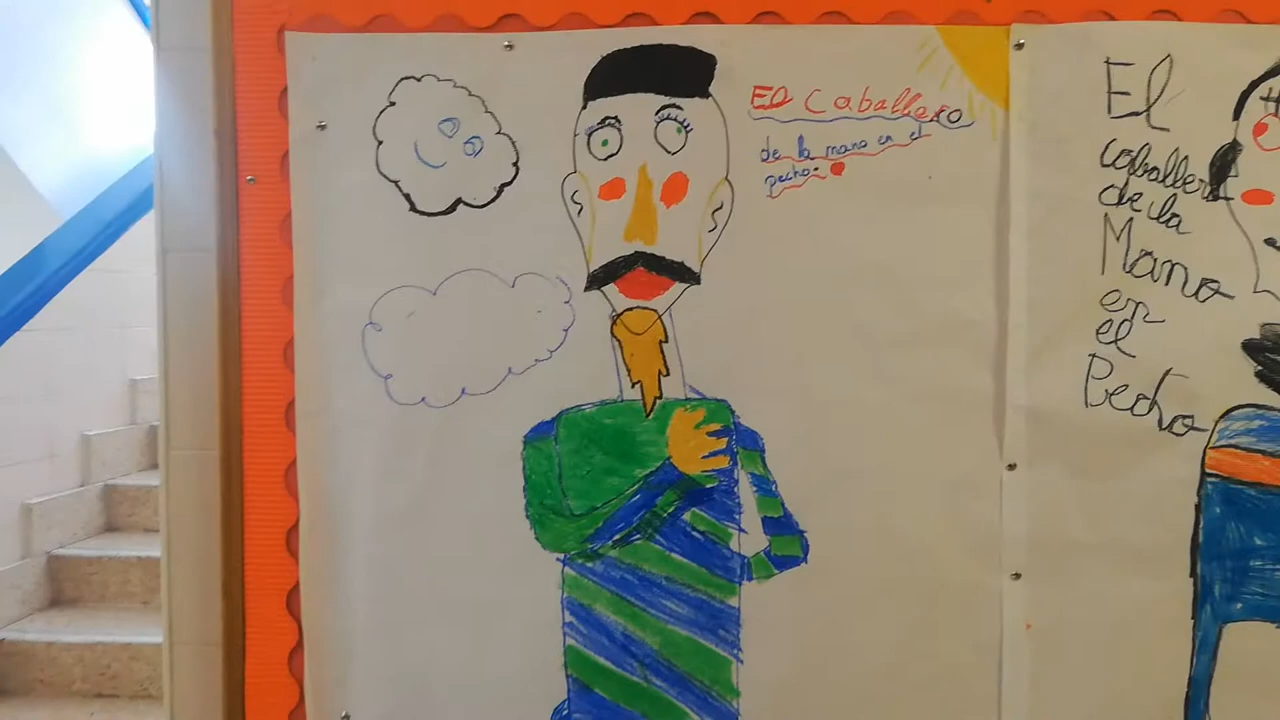 El Caballero
de la mano en el
pecho.
El
caballero
de la
Mano
en
el
Pecho